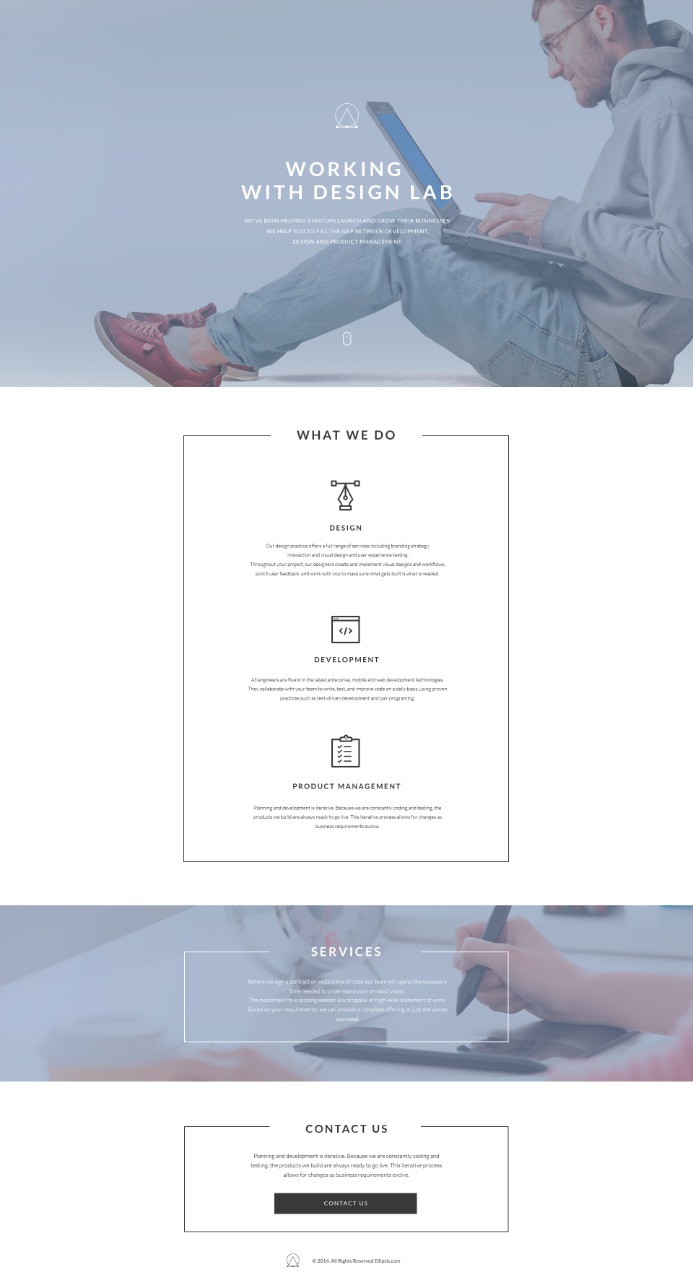 WORKING
WITH DESIGN LAB
WE'VE BEEN HELPING STARTUPS LAUNCH AND GROW THEIR BUSINESSES
WE HELP YOU TO FILL THE GAP BETWEEN DEVELOPMENT,
DESIGN AND PRODUCT MANAGEMENT.
WHAT WE DO
DESIGN
Our design practice offers a full range of services including branding strategy,
interaction and visual design and user experience testing.
Throughout your project, our designers create and implement visual designs and workflows,
solicit user feedback, and work with you to make sure what gets built is what is needed.
</>
DEVELOPMENT
All engineers are fluent in the latest enterprise, mobile and web development technologies.
They collaborate with your team to write, test, and improve code on a daily basis, using proven
practices such as test-driven development and pair programing.
PRODUCT MANAGEMENT
Planning and development is iterative. Because we are constantly coding and testing, the
products we build are always ready to go live. This iterative process allows for changes as
business requirements evolve.
SERVICES
Before we sign a contract or write a line of code our team will spend the necessary
time needed to understand your product vision.
The outcome of this scoping session is a proposal or high-level statement of work.
Based on your requirements, we can provide a complete offering or just the pieces
you need.
CONTACT US
Planning and development is iterative. Because we are constantly coding and
testing, the products we build are always ready to go live. This iterative process
allows for changes as business requirements evolve.
CONTACT US
© 2014. All Rights Reserved Ellipsis.com